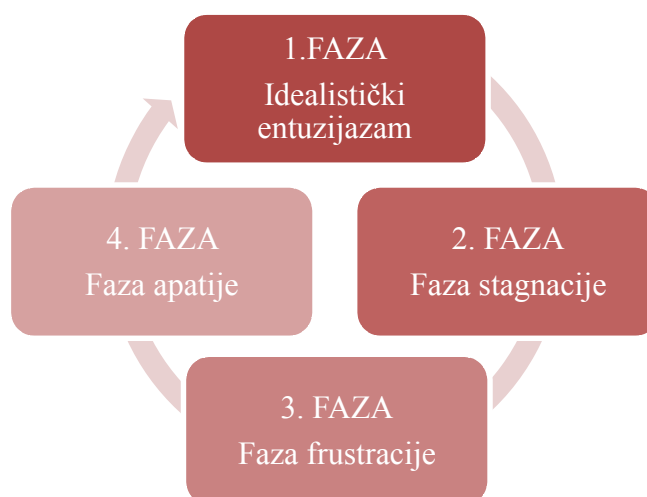 1.FAZA
Idealistički
entuzijazam
2. FAZA
Faza stagnacije
3. FAZA
Faza frustracije
4. FAZA
Faza apatije